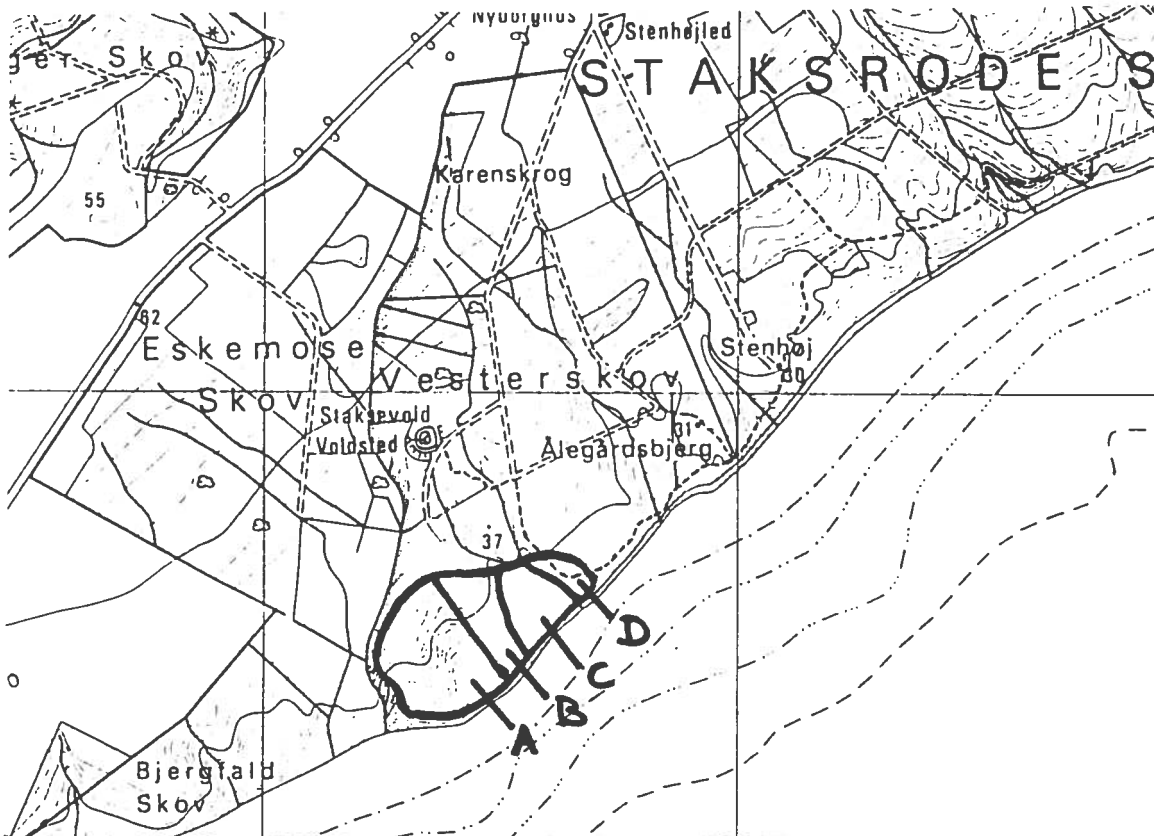 Nyborghus
Stenhøjled
ger Skov
STAKSRODE S
55
Karenskrog
62
Eskemose
Skov
Vesterskov
Stenhøj
Staksevold
Voldsted
31
Ålegårdsbjerg
37
D
C
B
A
Bjergfald
Skov